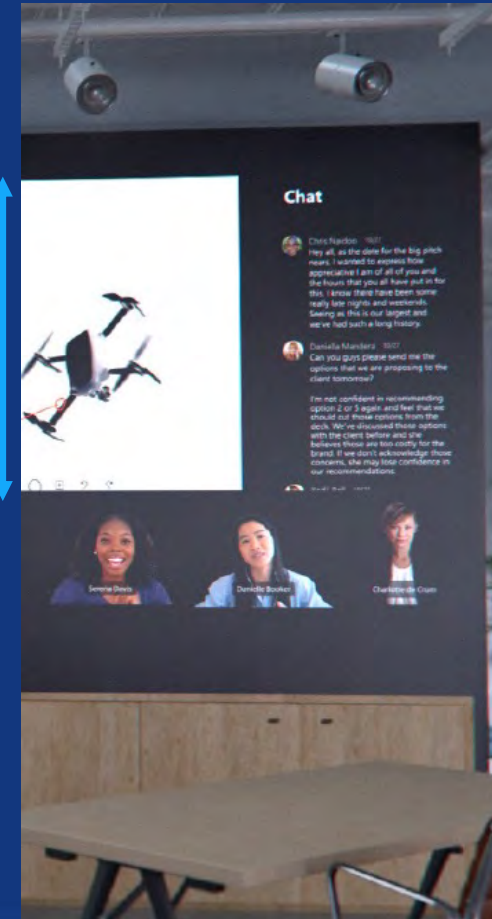 Chat
Chris Naidoo
Hey all, as the date for the big pitch
nears, I wanted to express how
appreciative I am of all of you and
the hours that you all have put in for
this. I know there have been some
really late nights and weekends.
Seeing as this is our largest and
we've had such a long history.
Daniella Mandera
Can you guys please send me the
options that we are proposing to the
client tomorrow?
I'm not confident in recommending
option 2 or 5 again and feel that we
should cut those options from the
deck. We've discussed those options
with the client before and she
believes these are too costly for the
brand. If we don't acknowledge those
concerns, she may lose confidence in
our recommendations.
Serena Davis
Danielle Booker
Charlotte de Crum